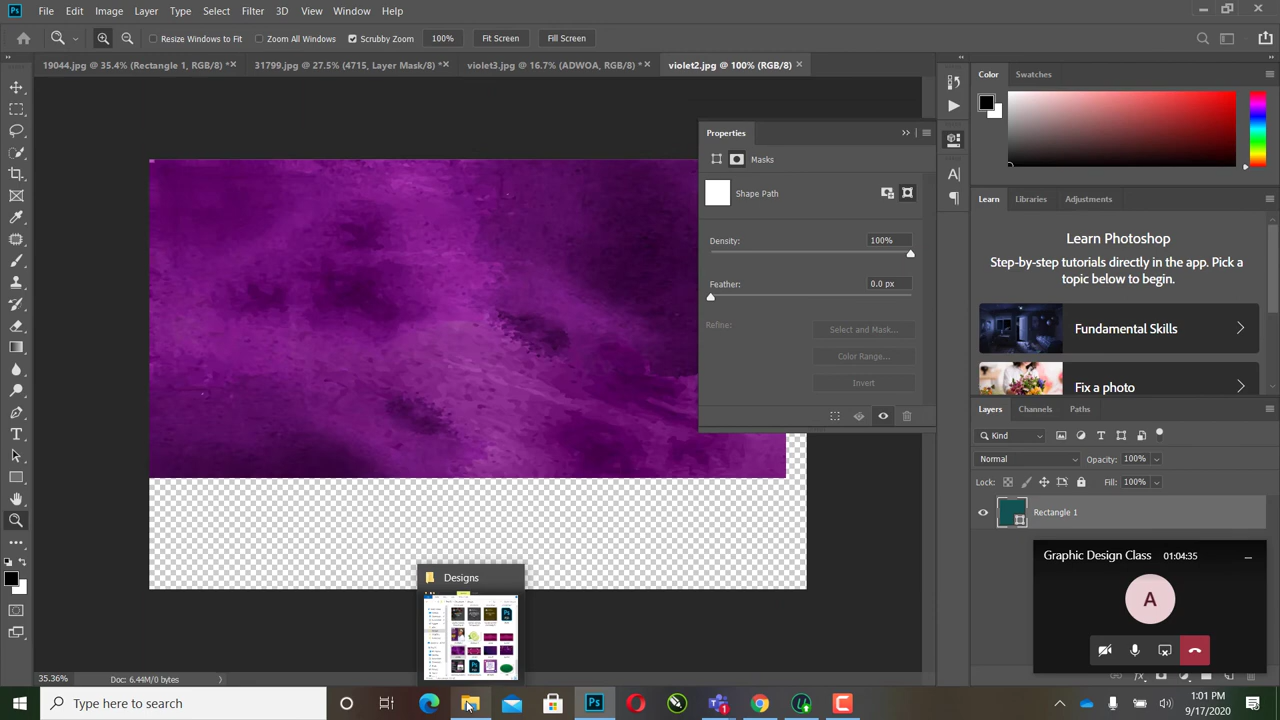 Ps File Edit Image Layer Type Select Filter 3D View Window Help
Resize Windows to Fit Zoom All Windows Scrubby Zoom 100% Fit Screen Fill Screen
19044.jpg @ 35.4% (Rectangle 1, RGB/8) * × 31799.jpg @ 27.5% (4715, Layer Mask/8) * × violet3.jpg @ 16.7% (ADWOA, RGB/8) * × violet2.jpg @ 100% (RGB/8) ×
Color Swatches
Properties
Masks
Shape Path
Density: 100%
Feather: 0.0 px
Refine: Select and Mask...
Color Range...
Invert
Learn Libraries Adjustments
Learn Photoshop
Step-by-step tutorials directly in the app. Pick a topic below to begin.
Fundamental Skills
Fix a photo
Layers Channels Paths
Kind
Normal Opacity: 100%
Lock: Fill: 100%
Rectangle 1
Graphic Design Class 01:04:35
Designs
Doc: 6.44M/0 bytes
Type here to search
Ps
1:01 PM
9/17/2020